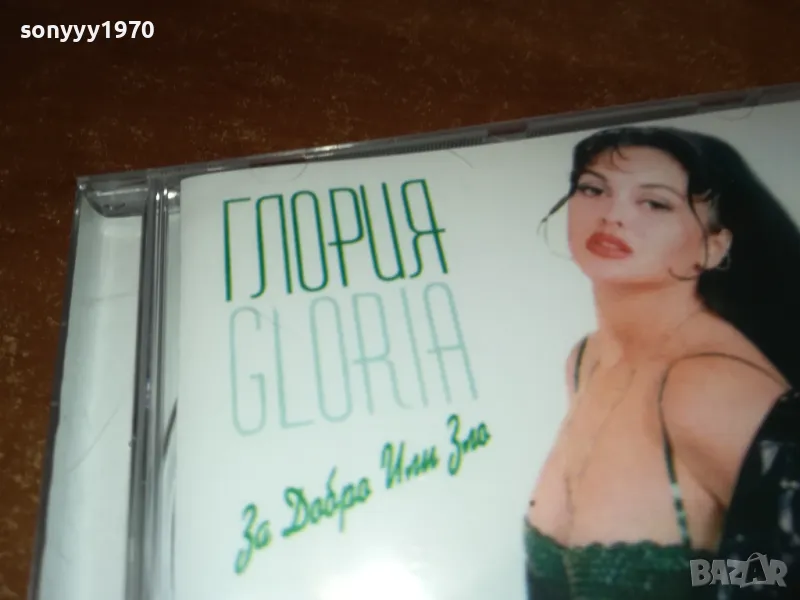 sonyyy1970
ГЛОРИЯ
GLORIA
За Добро Или Зло
BAZAR